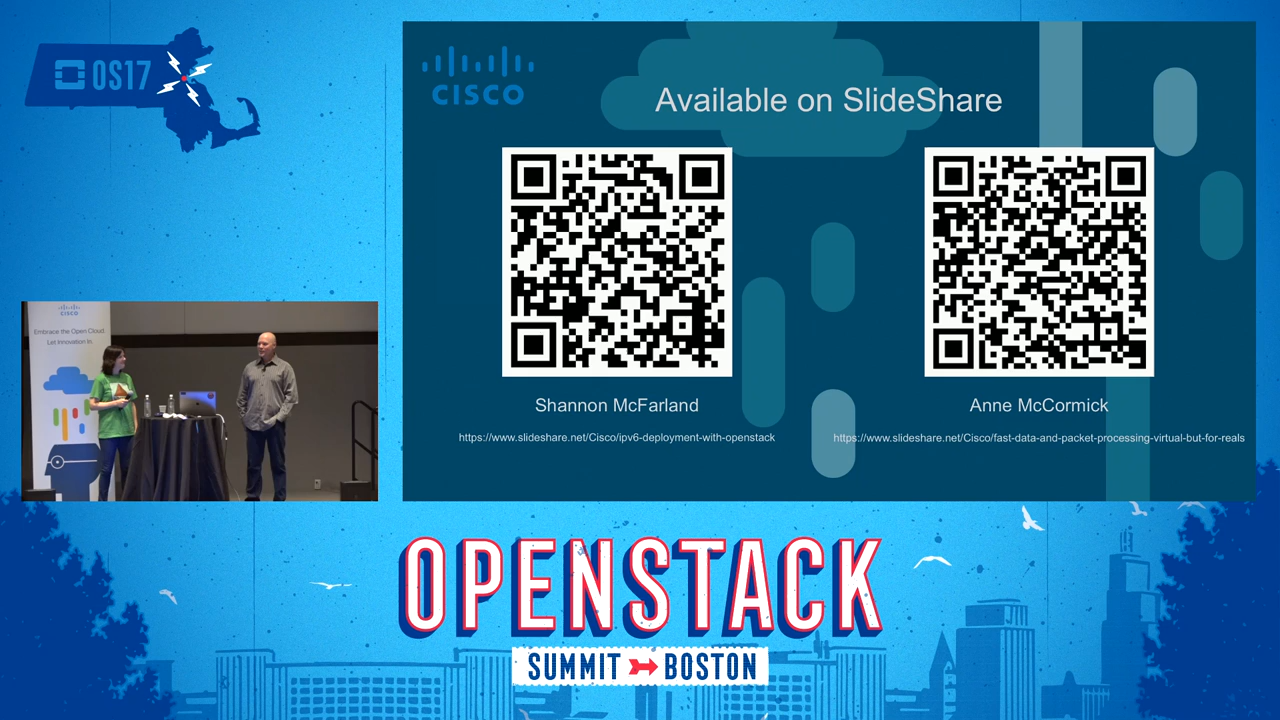 OS17
CISCO
Available on SlideShare
Shannon McFarland
Anne McCormick
https://www.slideshare.net/Cisco/ipv6-deployment-with-openstack
https://www.slideshare.net/Cisco/fast-data-and-packet-processing-virtual-but-for-reals
CISCO
Embrace the Open Cloud.
Let Innovation In.
OPENSTACK
SUMMIT BOSTON